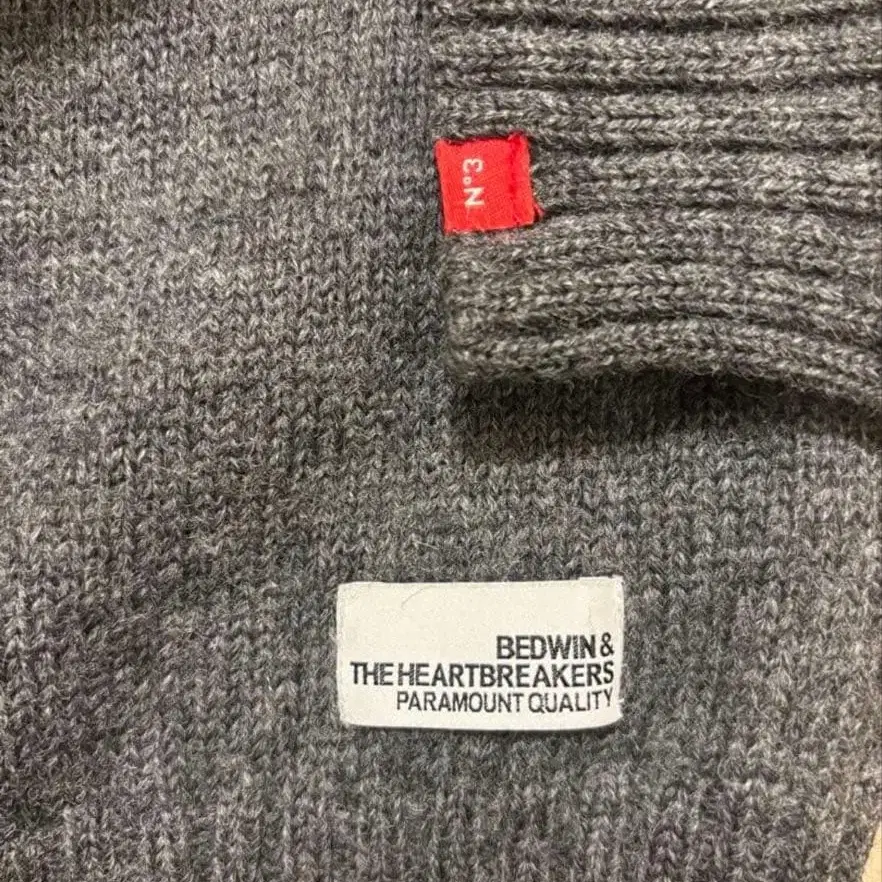 N°3
BEDWIN &
THE HEARTBREAKERS
PARAMOUNT QUALITY